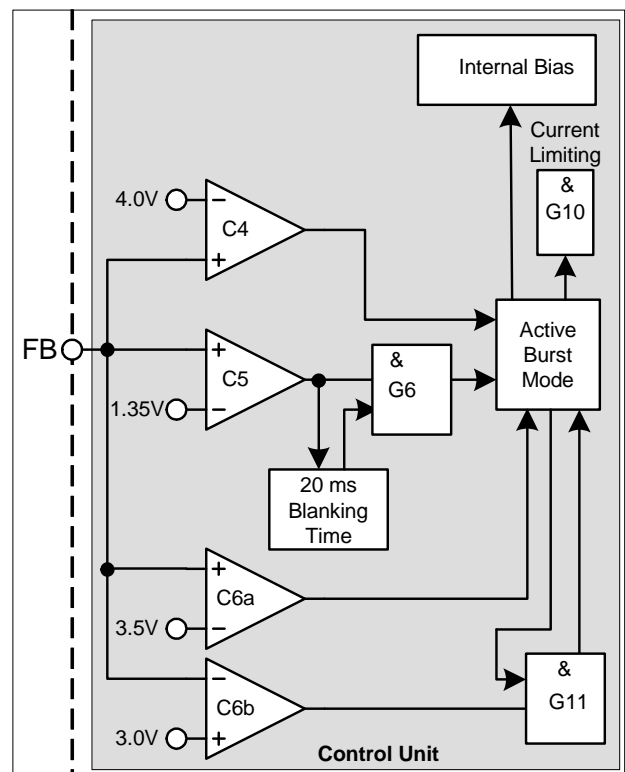 Internal Bias
Current
Limiting
&
G10
4.0V
−
C4
+
FB
+
C5
−
1.35V
&
G6
Active
Burst
Mode
20 ms
Blanking
Time
+
C6a
−
3.5V
−
C6b
+
3.0V
&
G11
Control Unit